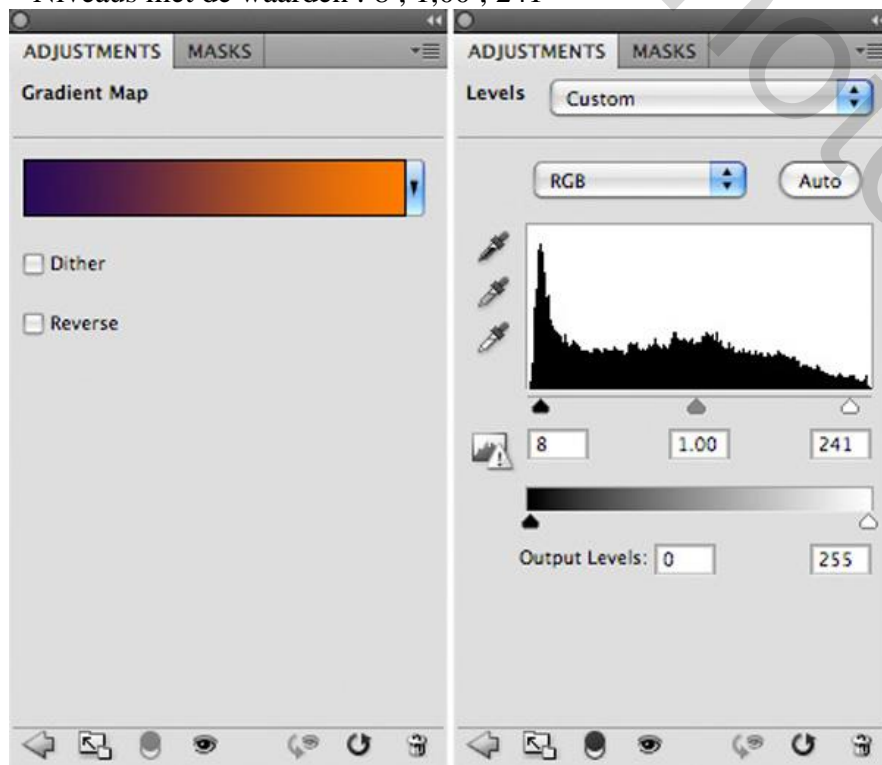 Niveaus met de waarden : 8 ; 1,00 ; 241
ADJUSTMENTS MASKS
Gradient Map
Dither
Reverse
ADJUSTMENTS MASKS
Levels Custom
RGB Auto
8 1.00 241
Output Levels: 0 255